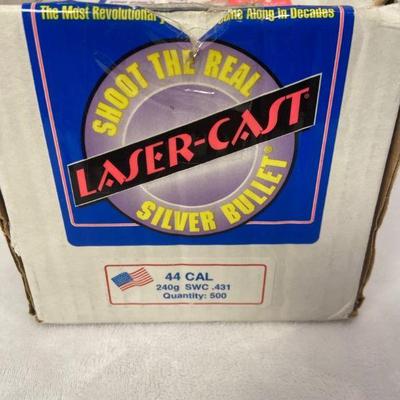 The Most Revolutionary
Along in Decades
SHOOT THE REAL
LASER-CAST®
SILVER BULLET®
44 CAL
240g SWC .431
Quantity: 500